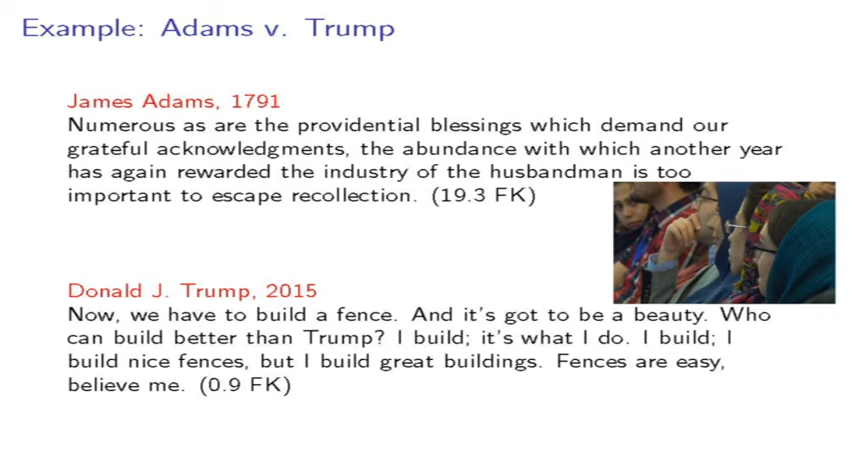 Example: Adams v. Trump
James Adams, 1791
Numerous as are the providential blessings which demand our
grateful acknowledgments, the abundance with which another year
has again rewarded the industry of the husbandman is too
important to escape recollection. (19.3 FK)
Donald J. Trump, 2015
Now, we have to build a fence. And it's got to be a beauty. Who
can build better than Trump? I build; it's what I do. I build; I
build nice fences, but I build great buildings. Fences are easy,
believe me. (0.9 FK)